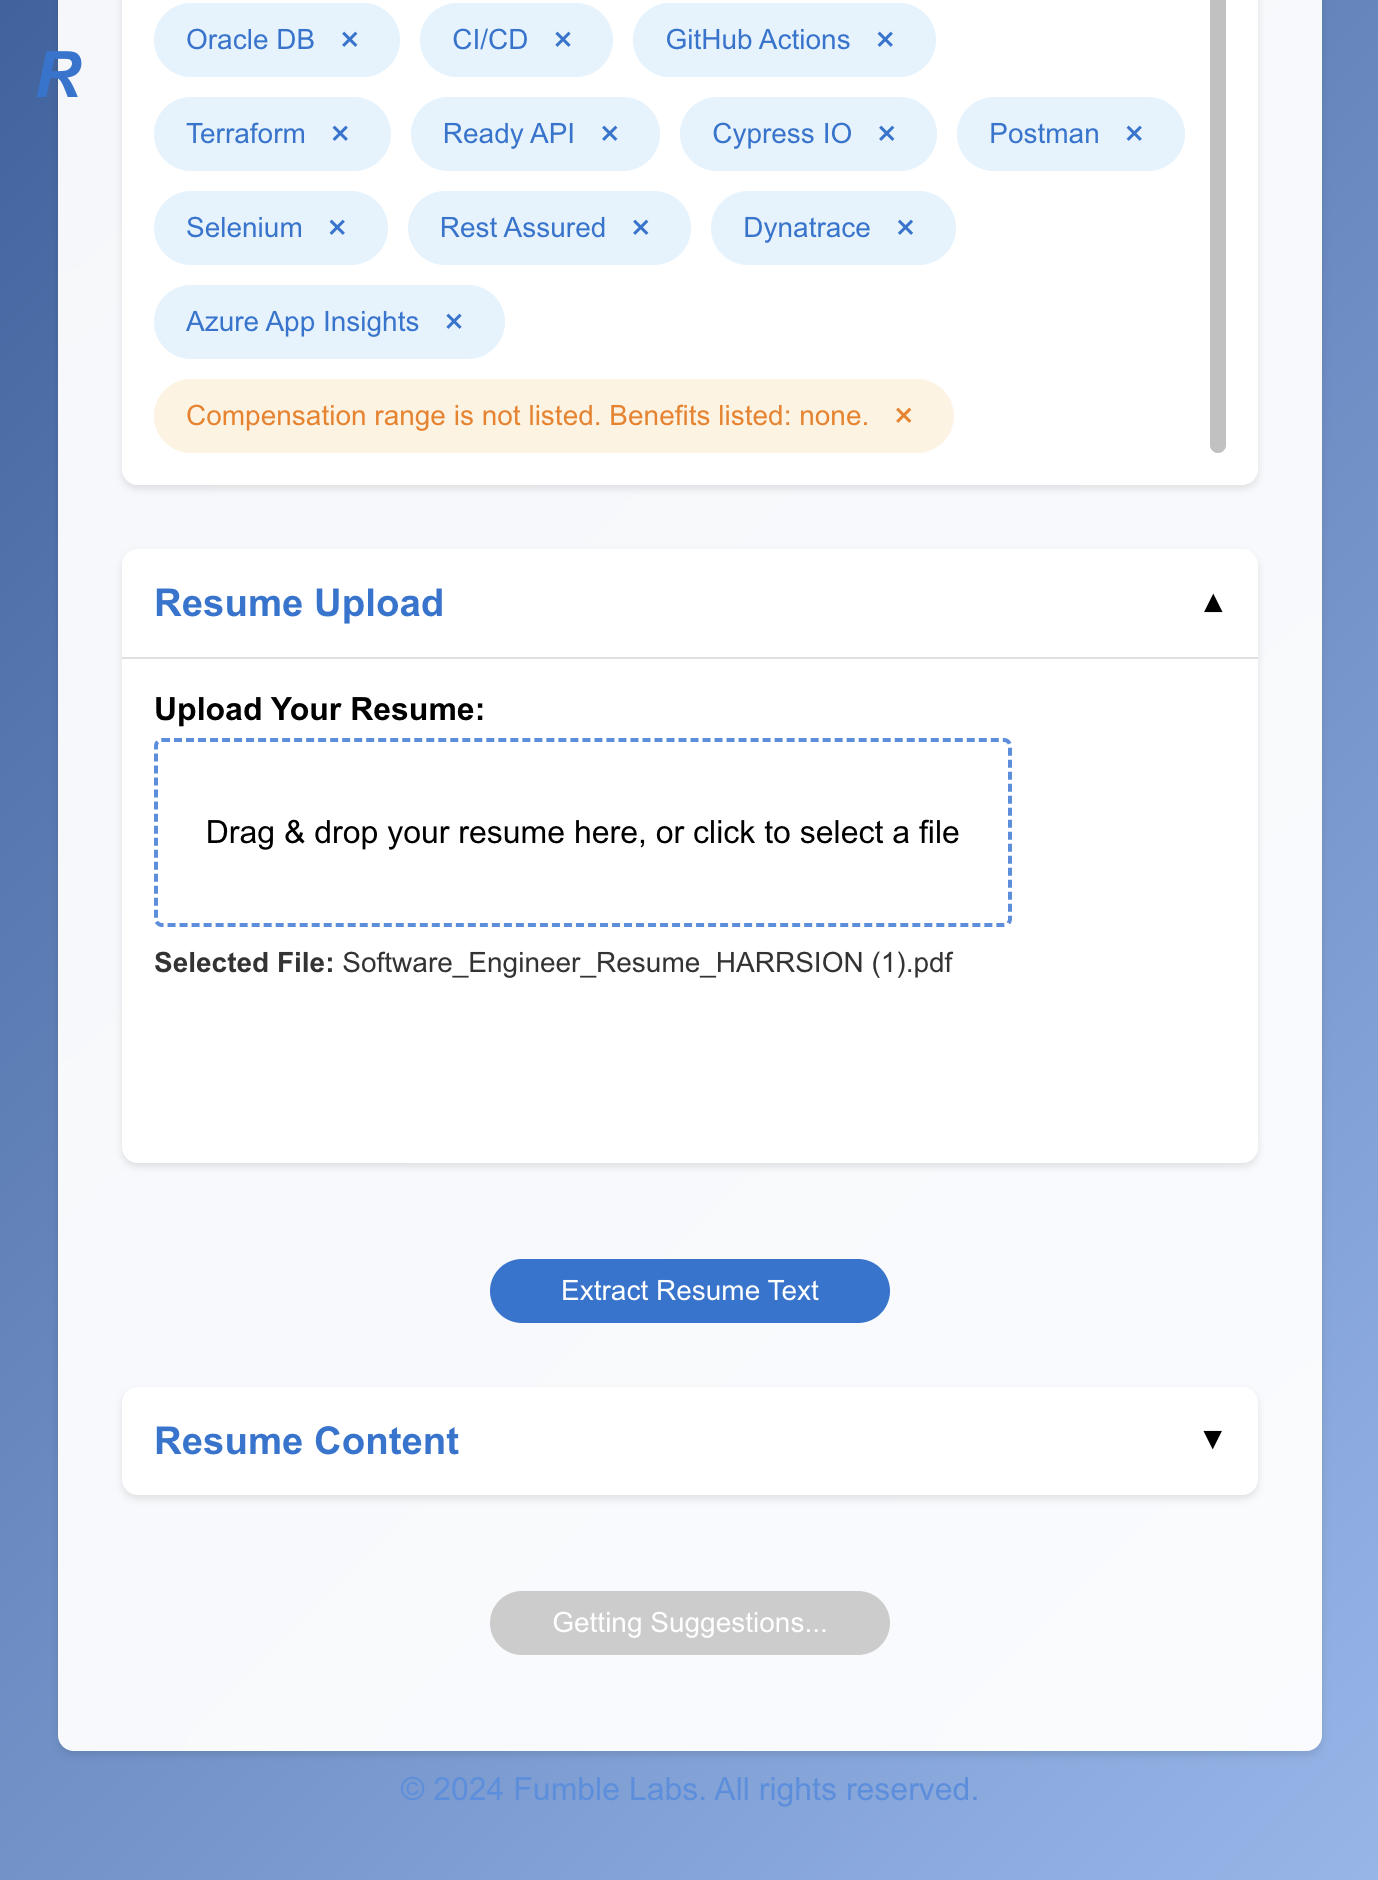 Oracle DB × CI/CD × GitHub Actions ×
R
Terraform × Ready API × Cypress IO × Postman ×
Selenium × Rest Assured × Dynatrace ×
Azure App Insights ×
Compensation range is not listed. Benefits listed: none. ×
Resume Upload ▲
Upload Your Resume:
Drag & drop your resume here, or click to select a file
Selected File: Software_Engineer_Resume_HARRSION (1).pdf
Extract Resume Text
Resume Content ▼
Getting Suggestions...
© 2024 Fumble Labs. All rights reserved.